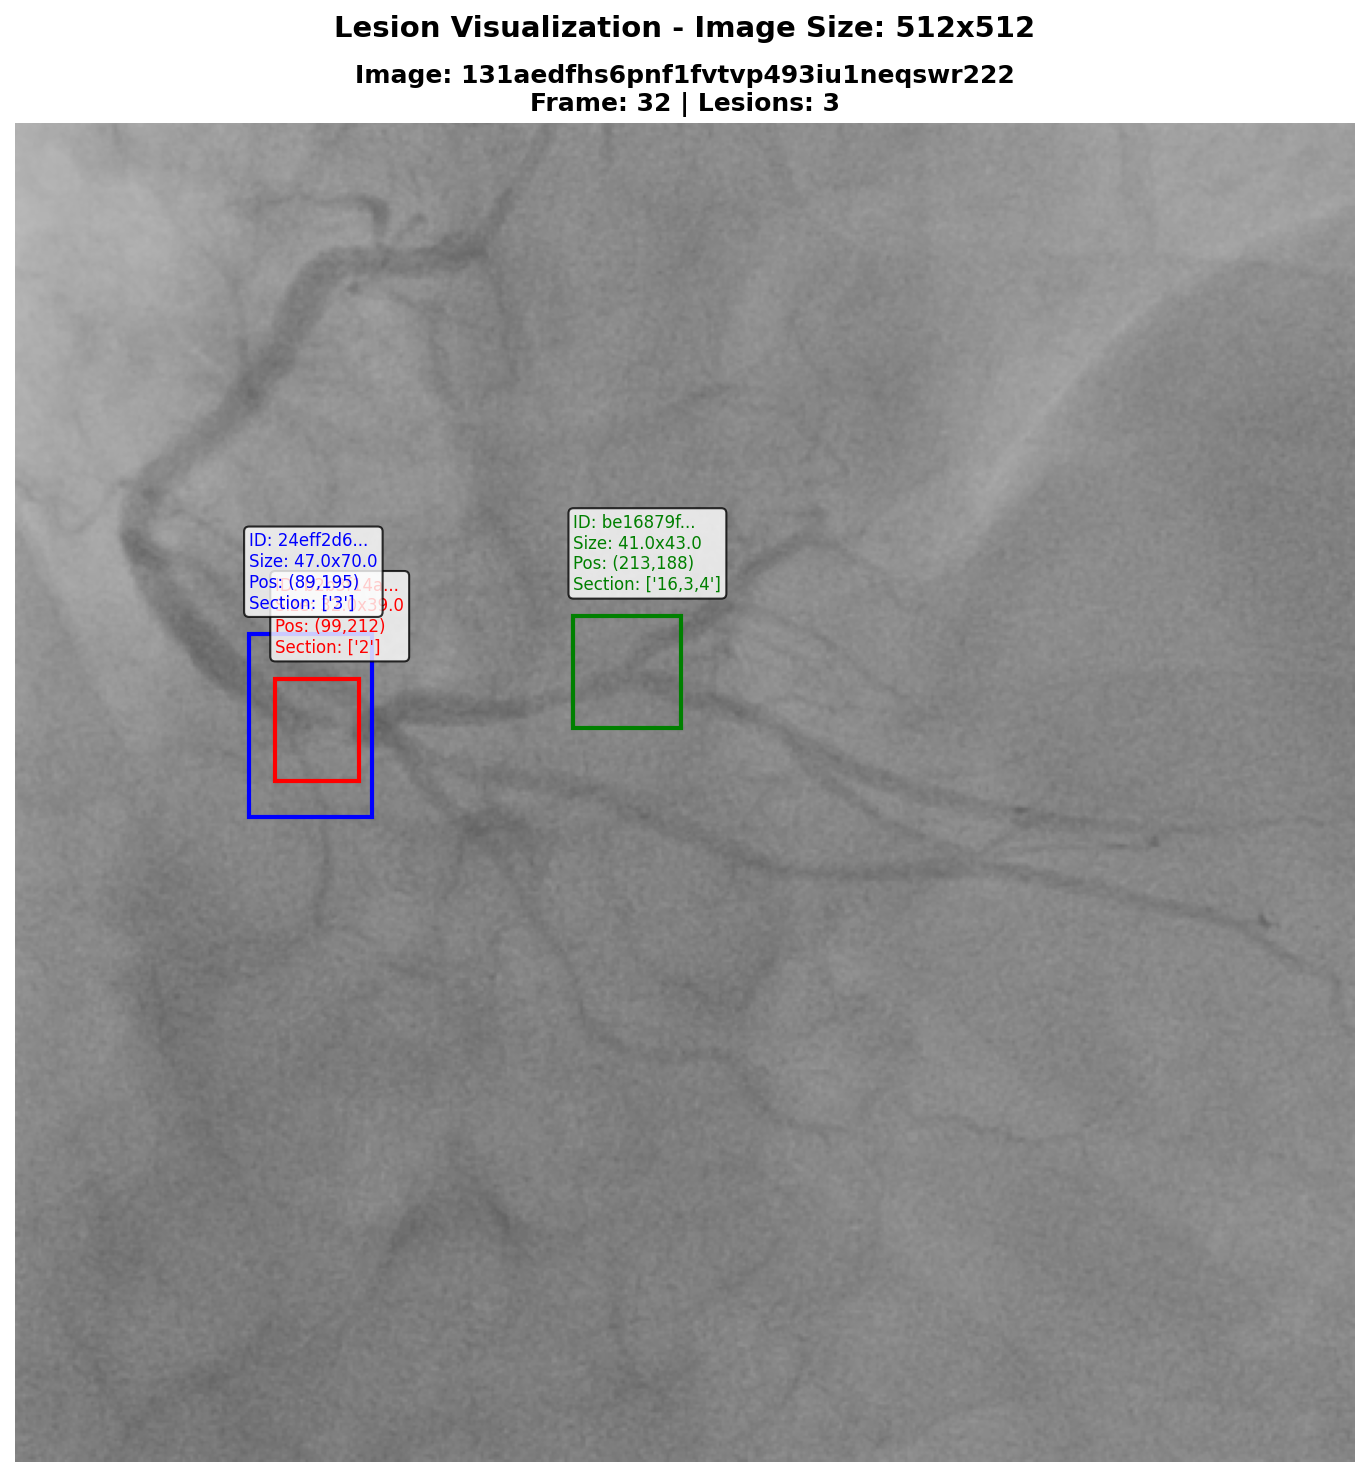 Lesion Visualization - Image Size: 512x512
Image: 131aedfhs6pnf1fvtvp493iu1neqswr222
Frame: 32 | Lesions: 3
ID: be16879f...
Size: 41.0x43.0
Pos: (213,188)
Section: ['16,3,4']
ID: 24eff2d6...
Size: 47.0x70.0
Pos: (89,195)
Section: ['3']
Pos: (99,212)
Section: ['2']